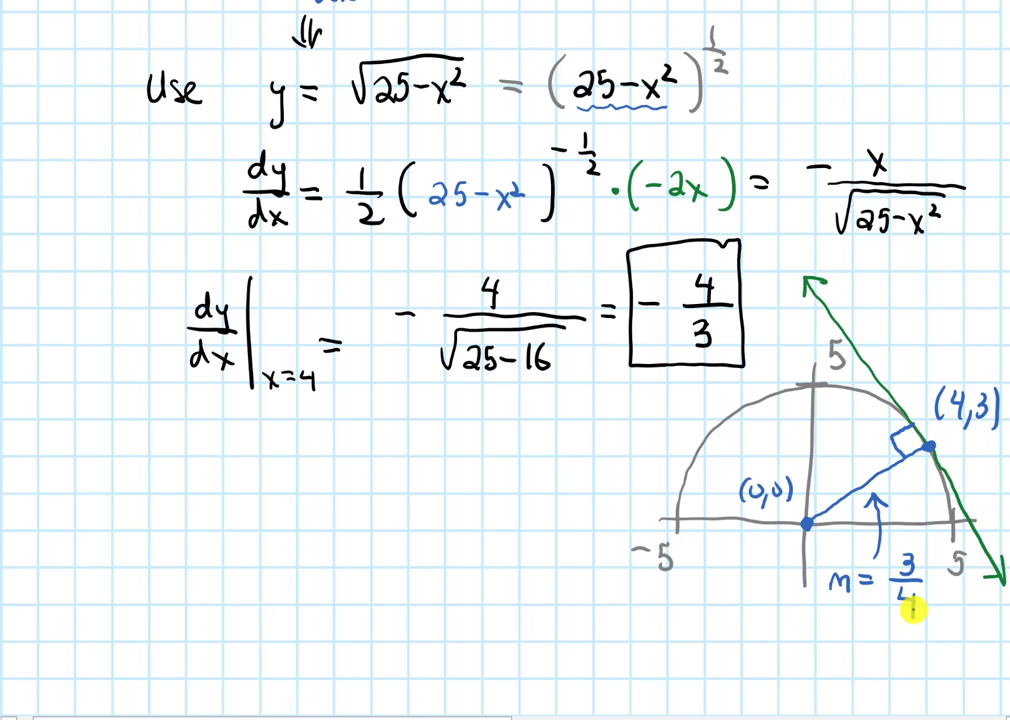 Use y = √(25-x²) = (25-x²)^(1/2)
dy/dx = 1/2 (25-x²)^(-1/2) · (-2x) = - x/√(25-x²)
dy/dx |x=4 = - 4/√(25-16) = - 4/3
5
(4,3)
(0,0)
-5
5
m = 3/4